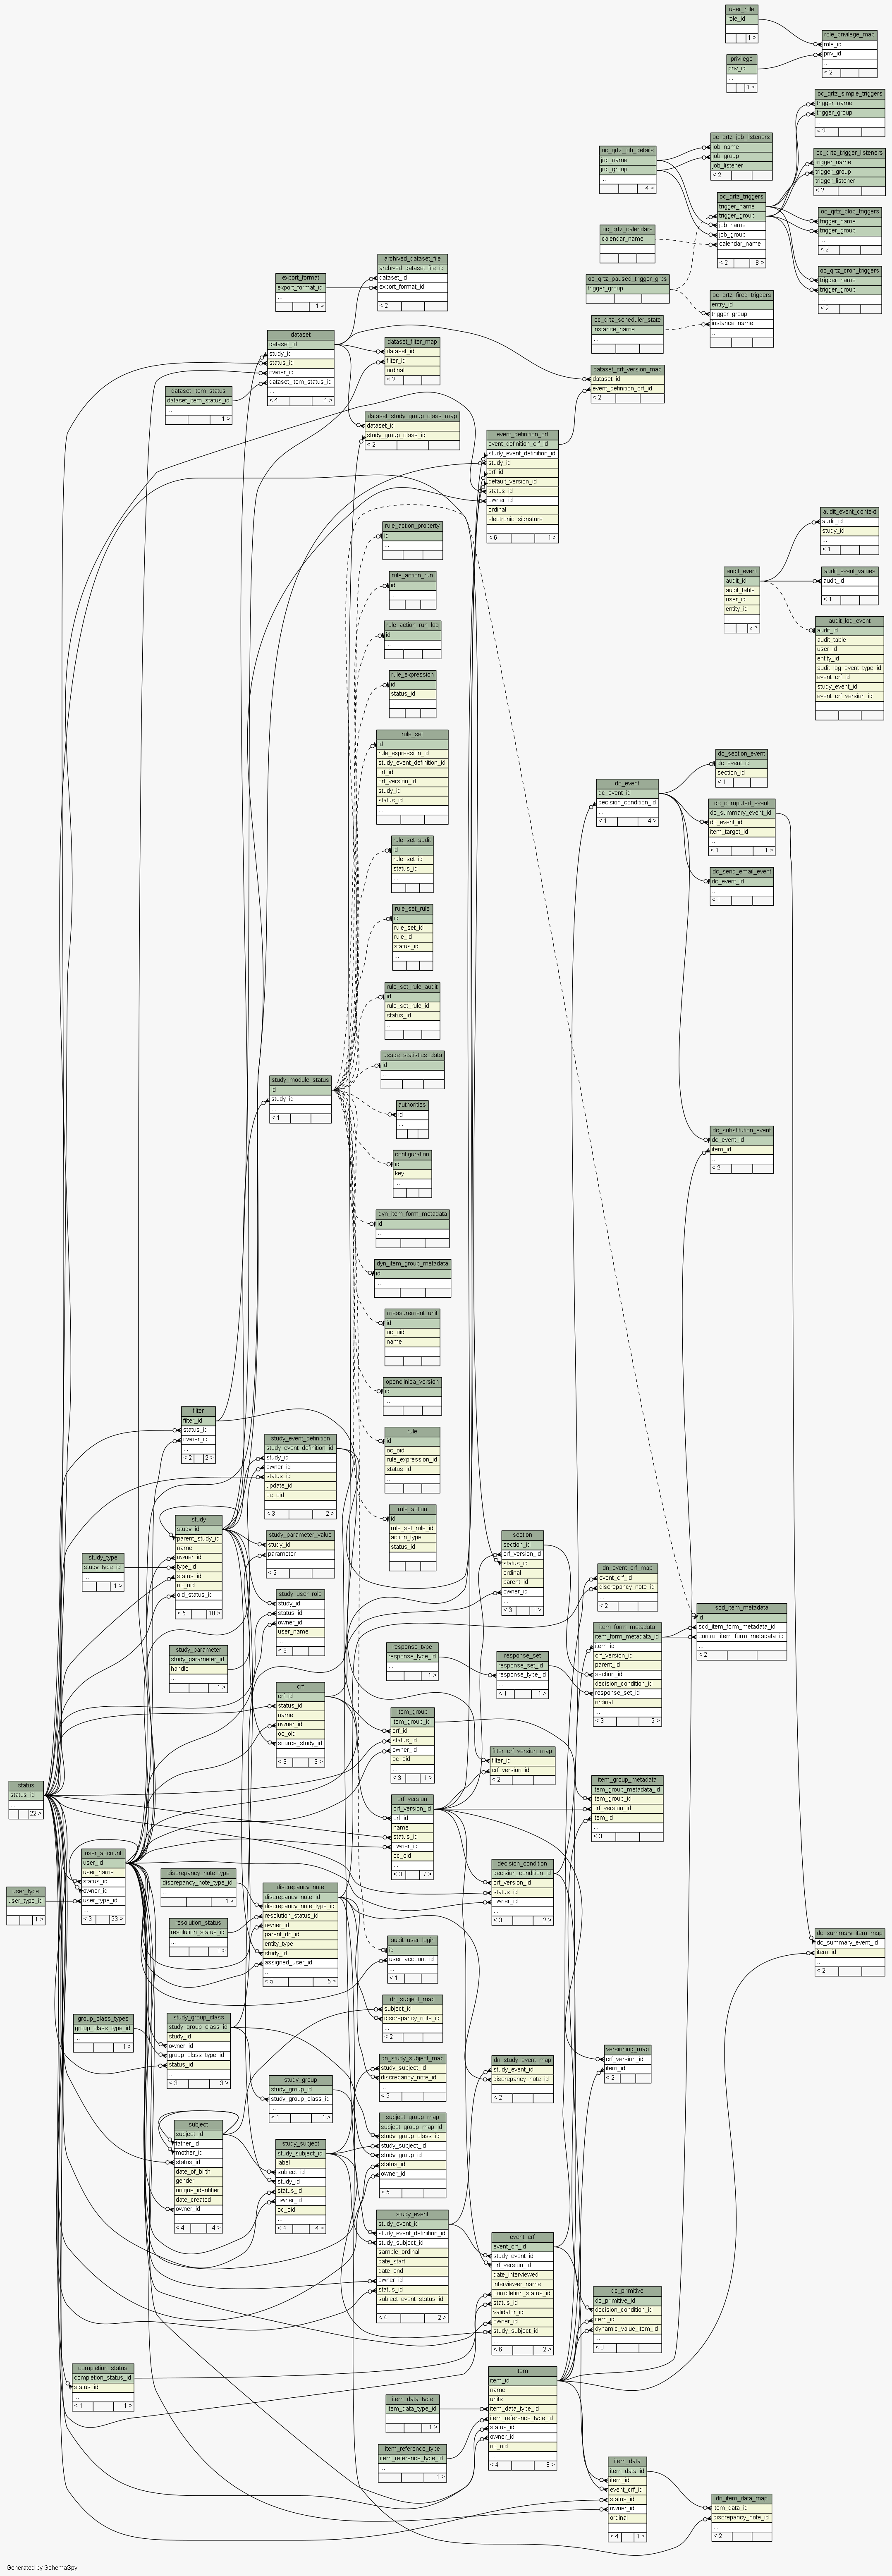 user_role
role_id
...
1 >
role_privilege_map
role_id
priv_id
...
< 2
privilege
priv_id
...
1 >
oc_qrtz_simple_triggers
trigger_name
trigger_group
...
< 2
oc_qrtz_job_listeners
job_name
job_group
job_listener
< 2
oc_qrtz_job_details
job_name
job_group
...
4 >
oc_qrtz_trigger_listeners
trigger_name
trigger_group
trigger_listener
< 2
oc_qrtz_triggers
trigger_name
trigger_group
job_name
job_group
calendar_name
...
< 2 8 >
oc_qrtz_blob_triggers
trigger_name
trigger_group
...
< 2
oc_qrtz_calendars
calendar_name
...
oc_qrtz_cron_triggers
trigger_name
trigger_group
...
< 2
oc_qrtz_paused_trigger_grps
trigger_group
oc_qrtz_fired_triggers
entry_id
trigger_group
instance_name
...
oc_qrtz_scheduler_state
instance_name
...
archived_dataset_file
archived_dataset_file_id
dataset_id
export_format_id
...
< 2
export_format
export_format_id
...
1 >
dataset
dataset_id
study_id
status_id
owner_id
dataset_item_status_id
...
< 4 4 >
dataset_filter_map
dataset_id
filter_id
ordinal
< 2
dataset_crf_version_map
dataset_id
event_definition_crf_id
< 2
dataset_item_status
dataset_item_status_id
...
1 >
dataset_study_group_class_map
dataset_id
study_group_class_id
< 2
event_definition_crf
event_definition_crf_id
study_event_definition_id
study_id
crf_id
default_version_id
status_id
owner_id
ordinal
electronic_signature
...
< 6 1 >
audit_event_context
audit_id
study_id
...
< 1
audit_event
audit_id
audit_table
user_id
entity_id
...
2 >
audit_event_values
audit_id
...
< 1
audit_log_event
audit_id
audit_table
user_id
entity_id
audit_log_event_type_id
event_crf_id
study_event_id
event_crf_version_id
...
rule_action_property
id
...
rule_action_run
id
...
rule_action_run_log
id
...
rule_expression
id
status_id
...
rule_set
id
rule_expression_id
study_event_definition_id
crf_id
crf_version_id
study_id
status_id
...
rule_set_audit
id
rule_set_id
status_id
...
rule_set_rule
id
rule_set_id
rule_id
status_id
...
rule_set_rule_audit
id
rule_set_rule_id
status_id
...
usage_statistics_data
id
...
study_module_status
id
study_id
...
< 1
authorities
id
...
configuration
id
key
...
dyn_item_form_metadata
id
...
dyn_item_group_metadata
id
...
measurement_unit
id
oc_oid
name
...
openclinica_version
id
...
rule
id
oc_oid
rule_expression_id
status_id
...
rule_action
id
rule_set_rule_id
action_type
status_id
...
dc_section_event
dc_event_id
section_id
< 1
dc_event
dc_event_id
decision_condition_id
...
< 1 4 >
dc_computed_event
dc_summary_event_id
dc_event_id
item_target_id
...
< 1 1 >
dc_send_email_event
dc_event_id
...
< 1
dc_substitution_event
dc_event_id
item_id
...
< 2
filter
filter_id
status_id
owner_id
...
< 2 2 >
study_event_definition
study_event_definition_id
study_id
owner_id
status_id
update_id
oc_oid
...
< 3 2 >
study
study_id
parent_study_id
name
owner_id
type_id
status_id
oc_oid
old_status_id
...
< 5 10 >
study_type
study_type_id
...
1 >
study_parameter_value
study_id
parameter
...
< 2
study_user_role
study_id
status_id
owner_id
user_name
...
< 3
study_parameter
study_parameter_id
handle
...
1 >
crf
crf_id
status_id
name
owner_id
oc_oid
source_study_id
...
< 3 3 >
section
section_id
crf_version_id
status_id
ordinal
parent_id
owner_id
...
< 3 1 >
dn_event_crf_map
event_crf_id
discrepancy_note_id
...
< 2
scd_item_metadata
id
scd_item_form_metadata_id
control_item_form_metadata_id
...
< 2
item_form_metadata
item_form_metadata_id
item_id
crf_version_id
parent_id
section_id
decision_condition_id
response_set_id
ordinal
...
< 3 2 >
response_type
response_type_id
...
1 >
response_set
response_set_id
response_type_id
...
< 1 1 >
item_group
item_group_id
crf_id
status_id
owner_id
oc_oid
...
< 3 1 >
filter_crf_version_map
filter_id
crf_version_id
< 2
item_group_metadata
item_group_metadata_id
item_group_id
crf_version_id
item_id
...
< 3
status
status_id
...
22 >
crf_version
crf_version_id
crf_id
name
status_id
owner_id
oc_oid
...
< 3 7 >
user_account
user_id
user_name
status_id
owner_id
user_type_id
...
< 3 23 >
user_type
user_type_id
...
1 >
discrepancy_note_type
discrepancy_note_type_id
...
1 >
resolution_status
resolution_status_id
...
1 >
discrepancy_note
discrepancy_note_id
discrepancy_note_type_id
resolution_status_id
owner_id
parent_dn_id
entity_type
study_id
assigned_user_id
...
< 5 5 >
decision_condition
decision_condition_id
crf_version_id
status_id
owner_id
...
< 3 2 >
audit_user_login
id
user_account_id
...
< 1
dc_summary_item_map
dc_summary_event_id
item_id
...
< 2
dn_subject_map
subject_id
discrepancy_note_id
...
< 2
group_class_types
group_class_type_id
...
1 >
study_group_class
study_group_class_id
study_id
owner_id
group_class_type_id
status_id
...
< 3 3 >
versioning_map
crf_version_id
item_id
< 2
dn_study_subject_map
study_subject_id
discrepancy_note_id
...
< 2
dn_study_event_map
study_event_id
discrepancy_note_id
...
< 2
study_group
study_group_id
study_group_class_id
...
< 1 1 >
subject_group_map
subject_group_map_id
study_group_class_id
study_subject_id
study_group_id
status_id
owner_id
...
< 5
subject
subject_id
father_id
mother_id
status_id
date_of_birth
gender
unique_identifier
date_created
owner_id
...
< 4 4 >
study_subject
study_subject_id
label
subject_id
study_id
status_id
owner_id
oc_oid
...
< 4 4 >
study_event
study_event_id
study_event_definition_id
study_subject_id
sample_ordinal
date_start
date_end
owner_id
status_id
subject_event_status_id
...
< 4 2 >
event_crf
event_crf_id
study_event_id
crf_version_id
date_interviewed
interviewer_name
completion_status_id
status_id
validator_id
owner_id
study_subject_id
...
< 6 2 >
dc_primitive
dc_primitive_id
decision_condition_id
item_id
dynamic_value_item_id
...
< 3
completion_status
completion_status_id
status_id
...
< 1 1 >
item
item_id
name
units
item_data_type_id
item_reference_type_id
status_id
owner_id
oc_oid
...
< 4 8 >
item_data_type
item_data_type_id
...
1 >
item_reference_type
item_reference_type_id
...
1 >
item_data
item_data_id
item_id
event_crf_id
status_id
owner_id
ordinal
...
< 4 1 >
dn_item_data_map
item_data_id
discrepancy_note_id
...
< 2
Generated by SchemaSpy